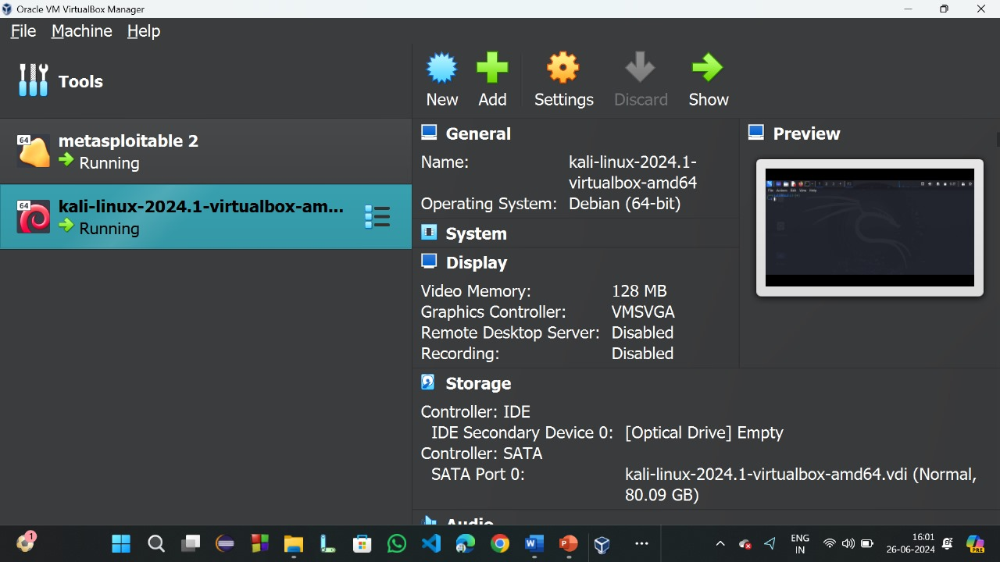 Oracle VM VirtualBox Manager
File Machine Help
Tools
New Add Settings Discard Show
64 metasploitable 2
Running
64 kali-linux-2024.1-virtualbox-am...
Running
General
Name: kali-linux-2024.1-
virtualbox-amd64
Operating System: Debian (64-bit)
System
Display
Video Memory: 128 MB
Graphics Controller: VMSVGA
Remote Desktop Server: Disabled
Recording: Disabled
Preview
Storage
Controller: IDE
IDE Secondary Device 0: [Optical Drive] Empty
Controller: SATA
SATA Port 0: kali-linux-2024.1-virtualbox-amd64.vdi (Normal,
80.09 GB)
Audio
1
ENG
IN
16:01
26-06-2024
PRE